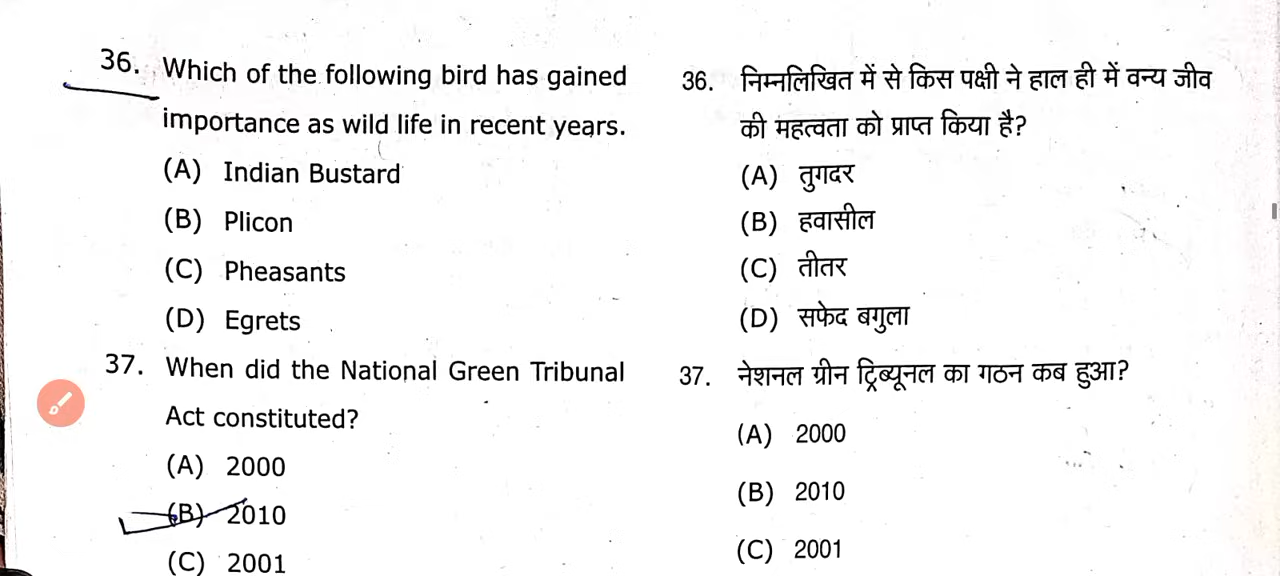 36. Which of the following bird has gained
importance as wild life in recent years.
(A) Indian Bustard
(B) Plicon
(C) Pheasants
(D) Egrets
37. When did the National Green Tribunal
Act constituted?
(A) 2000
(B) 2010
(C) 2001
36. निम्नलिखित में से किस पक्षी ने हाल ही में वन्य जीव
की महत्वता को प्राप्त किया है?
(A) तुगदर
(B) हवासील
(C) तीतर
(D) सफेद बगुला
37. नेशनल ग्रीन ट्रिब्यूनल का गठन कब हुआ?
(A) 2000
(B) 2010
(C) 2001